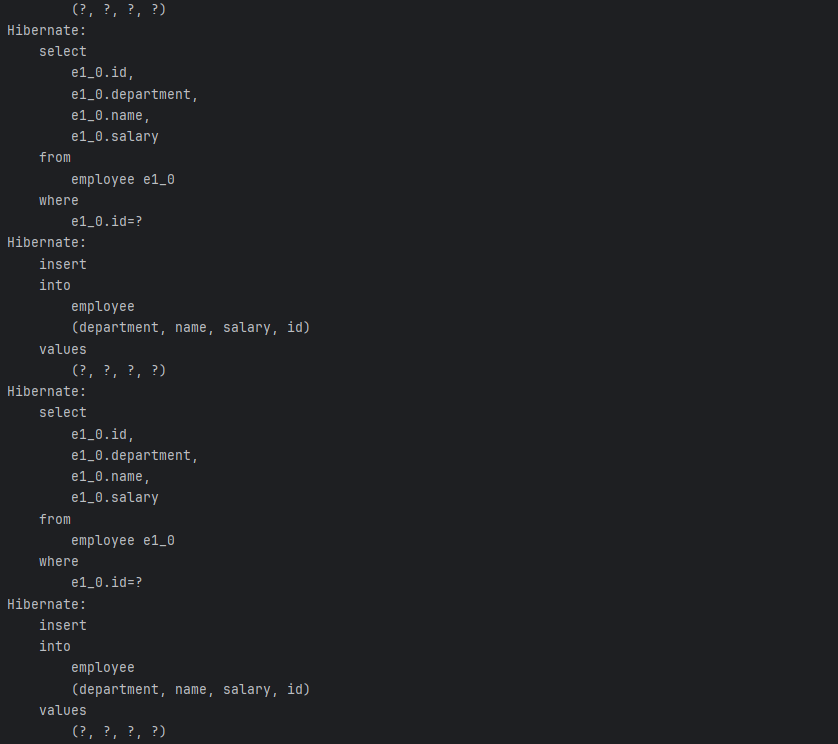 (?, ?, ?, ?)
Hibernate:
select
e1_0.id,
e1_0.department,
e1_0.name,
e1_0.salary
from
employee e1_0
where
e1_0.id=?
Hibernate:
insert
into
employee
(department, name, salary, id)
values
(?, ?, ?, ?)
Hibernate:
select
e1_0.id,
e1_0.department,
e1_0.name,
e1_0.salary
from
employee e1_0
where
e1_0.id=?
Hibernate:
insert
into
employee
(department, name, salary, id)
values
(?, ?, ?, ?)